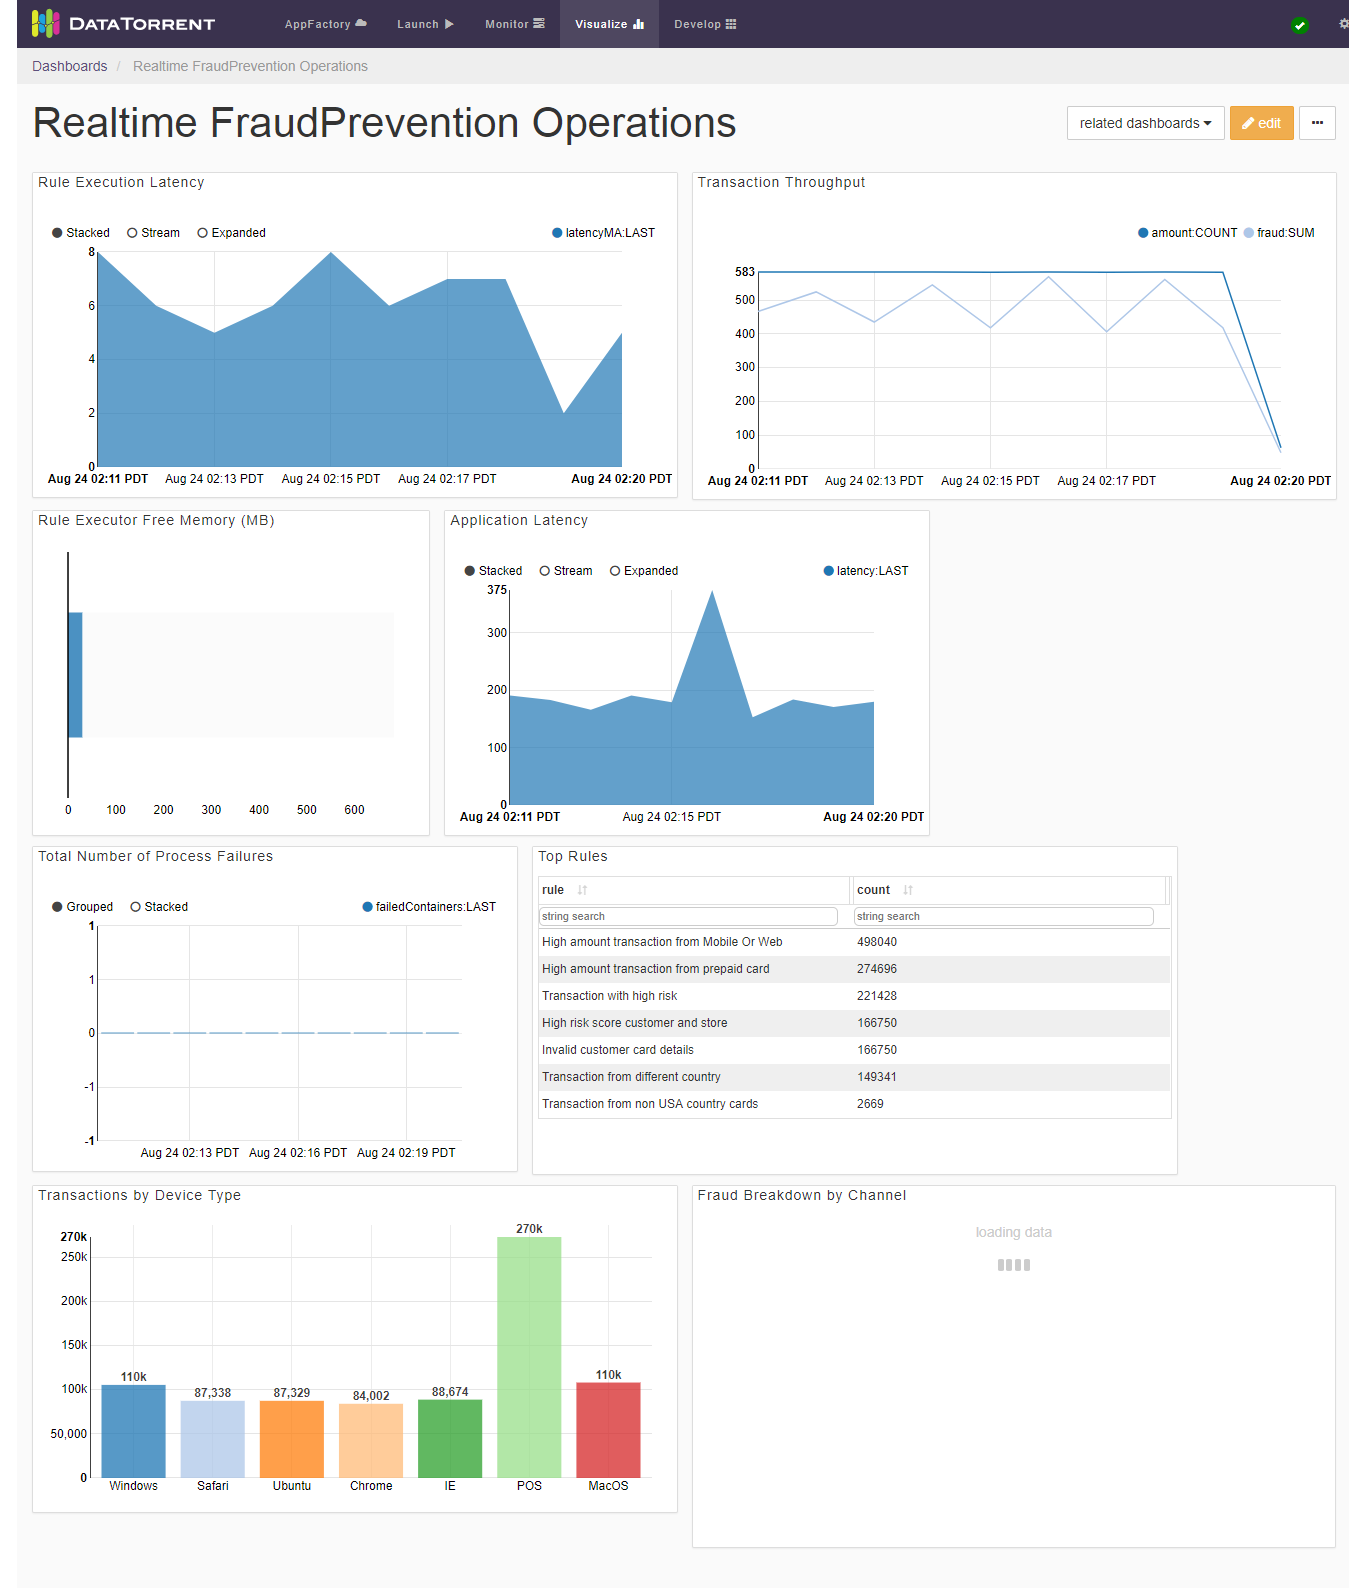 DATATORRENT AppFactory Launch Monitor Visualize Develop
Dashboards / Realtime FraudPrevention Operations
Realtime FraudPrevention Operations
related dashboards edit ...
Rule Execution Latency
Stacked Stream Expanded latencyMA:LAST
8
6
4
2
0
Aug 24 02:11 PDT Aug 24 02:13 PDT Aug 24 02:15 PDT Aug 24 02:17 PDT Aug 24 02:20 PDT
Transaction Throughput
amount:COUNT fraud:SUM
583
500
400
300
200
100
0
Aug 24 02:11 PDT Aug 24 02:13 PDT Aug 24 02:15 PDT Aug 24 02:17 PDT Aug 24 02:20 PDT
Rule Executor Free Memory (MB)
0 100 200 300 400 500 600
Application Latency
Stacked Stream Expanded latency:LAST
375
300
200
100
0
Aug 24 02:11 PDT Aug 24 02:15 PDT Aug 24 02:20 PDT
Total Number of Process Failures
Grouped Stacked failedContainers:LAST
1
1
0
-1
-1
Aug 24 02:13 PDT Aug 24 02:16 PDT Aug 24 02:19 PDT
Top Rules
rule count
string search string search
High amount transaction from Mobile Or Web 498040
High amount transaction from prepaid card 274696
Transaction with high risk 221428
High risk score customer and store 166750
Invalid customer card details 166750
Transaction from different country 149341
Transaction from non USA country cards 2669
Transactions by Device Type
270k
250k
200k
150k
100k
50,000
0
110k 87,338 87,329 84,002 88,674 270k 110k
Windows Safari Ubuntu Chrome IE POS MacOS
Fraud Breakdown by Channel
loading data